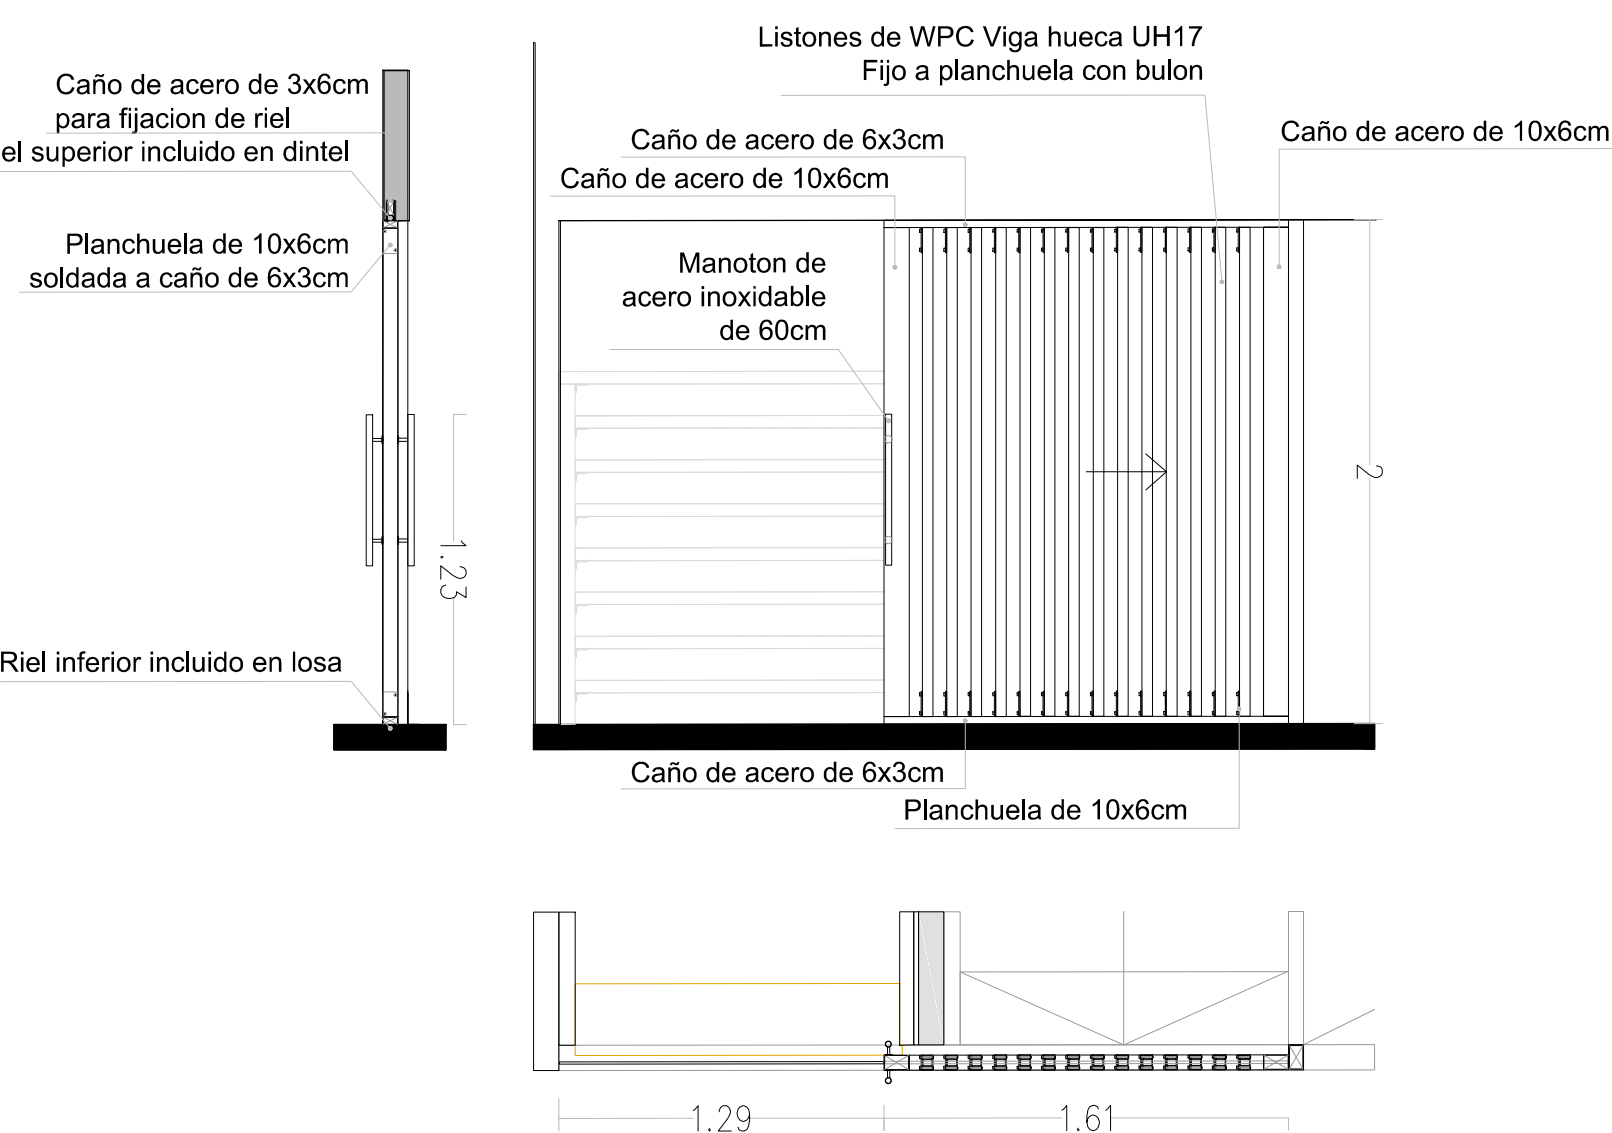 Listones de WPC Viga hueca UH17
Fijo a planchuela con bulon
Caño de acero de 3x6cm
para fijacion de riel
el superior incluido en dintel
Caño de acero de 6x3cm
Caño de acero de 10x6cm
Caño de acero de 10x6cm
Planchuela de 10x6cm
soldada a caño de 6x3cm
Manoton de
acero inoxidable
de 60cm
2
1.23
Riel inferior incluido en losa
Caño de acero de 6x3cm
Planchuela de 10x6cm
1.29
1.61